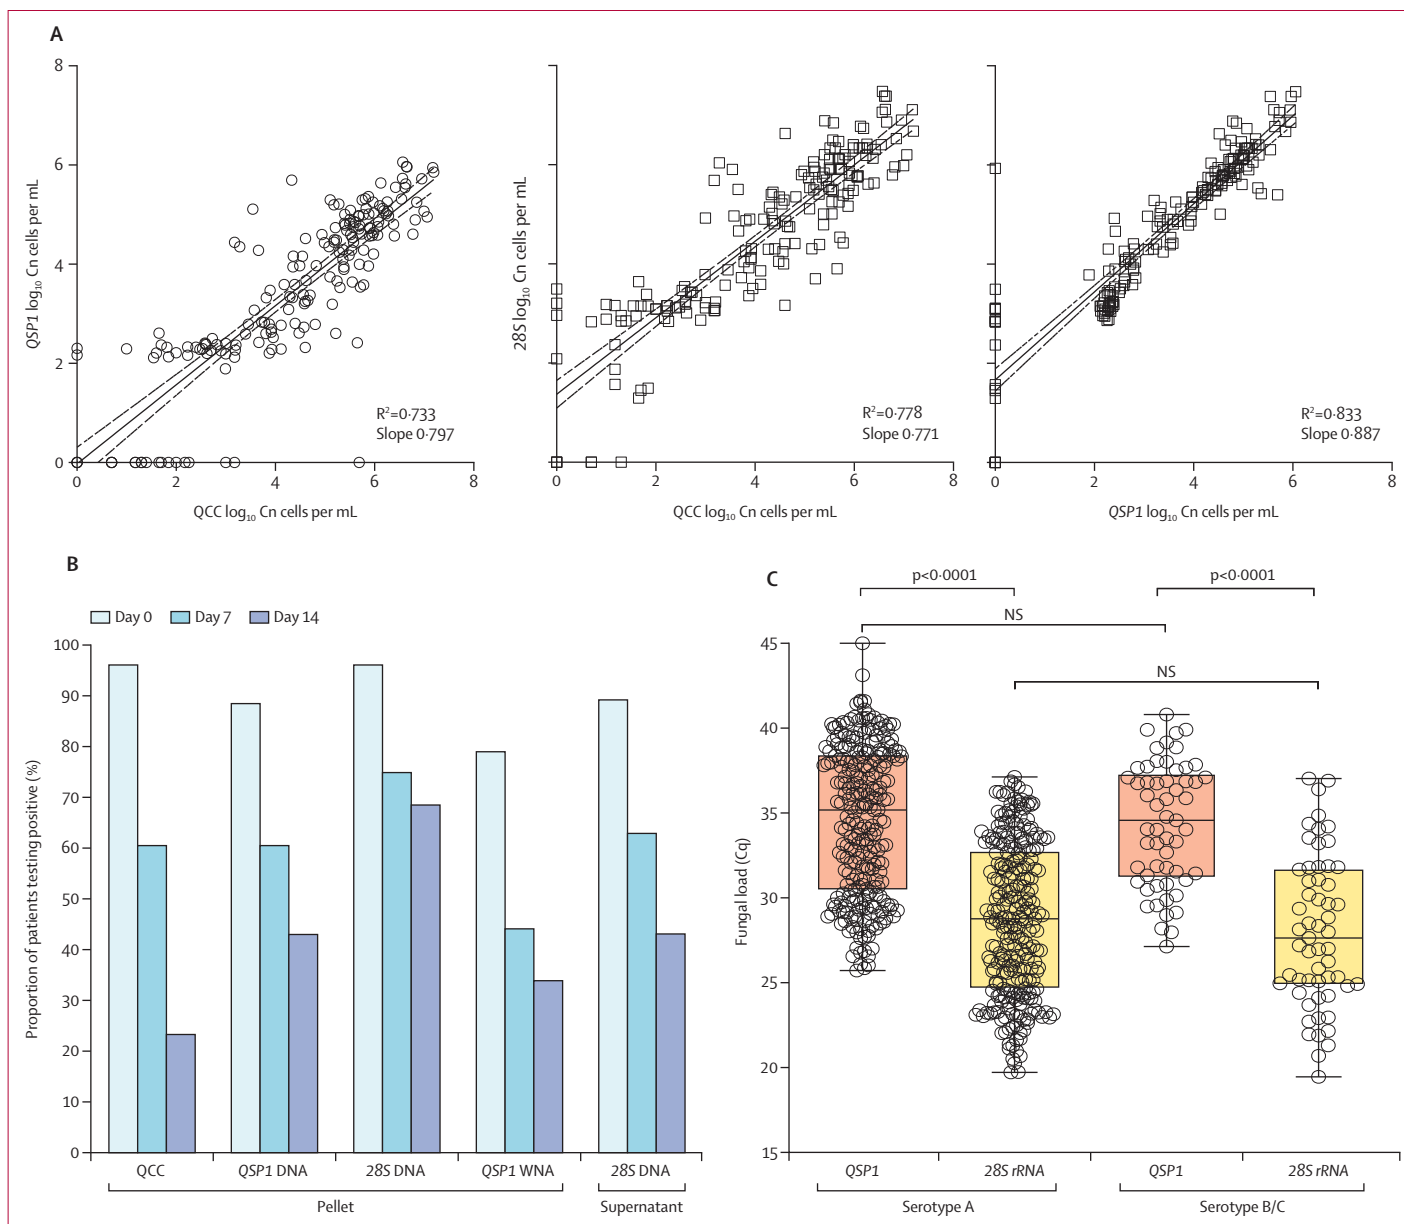 A
8
6
4
2
0
QSP1 log10 Cn cells per mL
0
2
4
6
8
QCC log10 Cn cells per mL
R²=0·733
Slope 0·797
28S log10 Cn cells per mL
0
2
4
6
8
QCC log10 Cn cells per mL
R²=0·778
Slope 0·771
0
2
4
6
8
QSP1 log10 Cn cells per mL
R²=0·833
Slope 0·887
B
Day 0 Day 7 Day 14
Proportion of patients testing positive (%)
100
90
80
70
60
50
40
30
20
10
0
QCC QSP1 DNA 28S DNA QSP1 WNA 28S DNA
Pellet Supernatant
C
p<0·0001 p<0·0001
NS
NS
Fungal load (Cq)
45
40
35
30
25
20
15
QSP1 28S rRNA QSP1 28S rRNA
Serotype A Serotype B/C